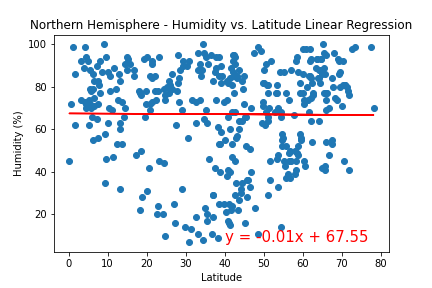 Northern Hemisphere - Humidity vs. Latitude Linear Regression
100
80
60
40
20
Humidity (%)
y = -0.01x + 67.55
0 10 20 30 40 50 60 70 80
Latitude